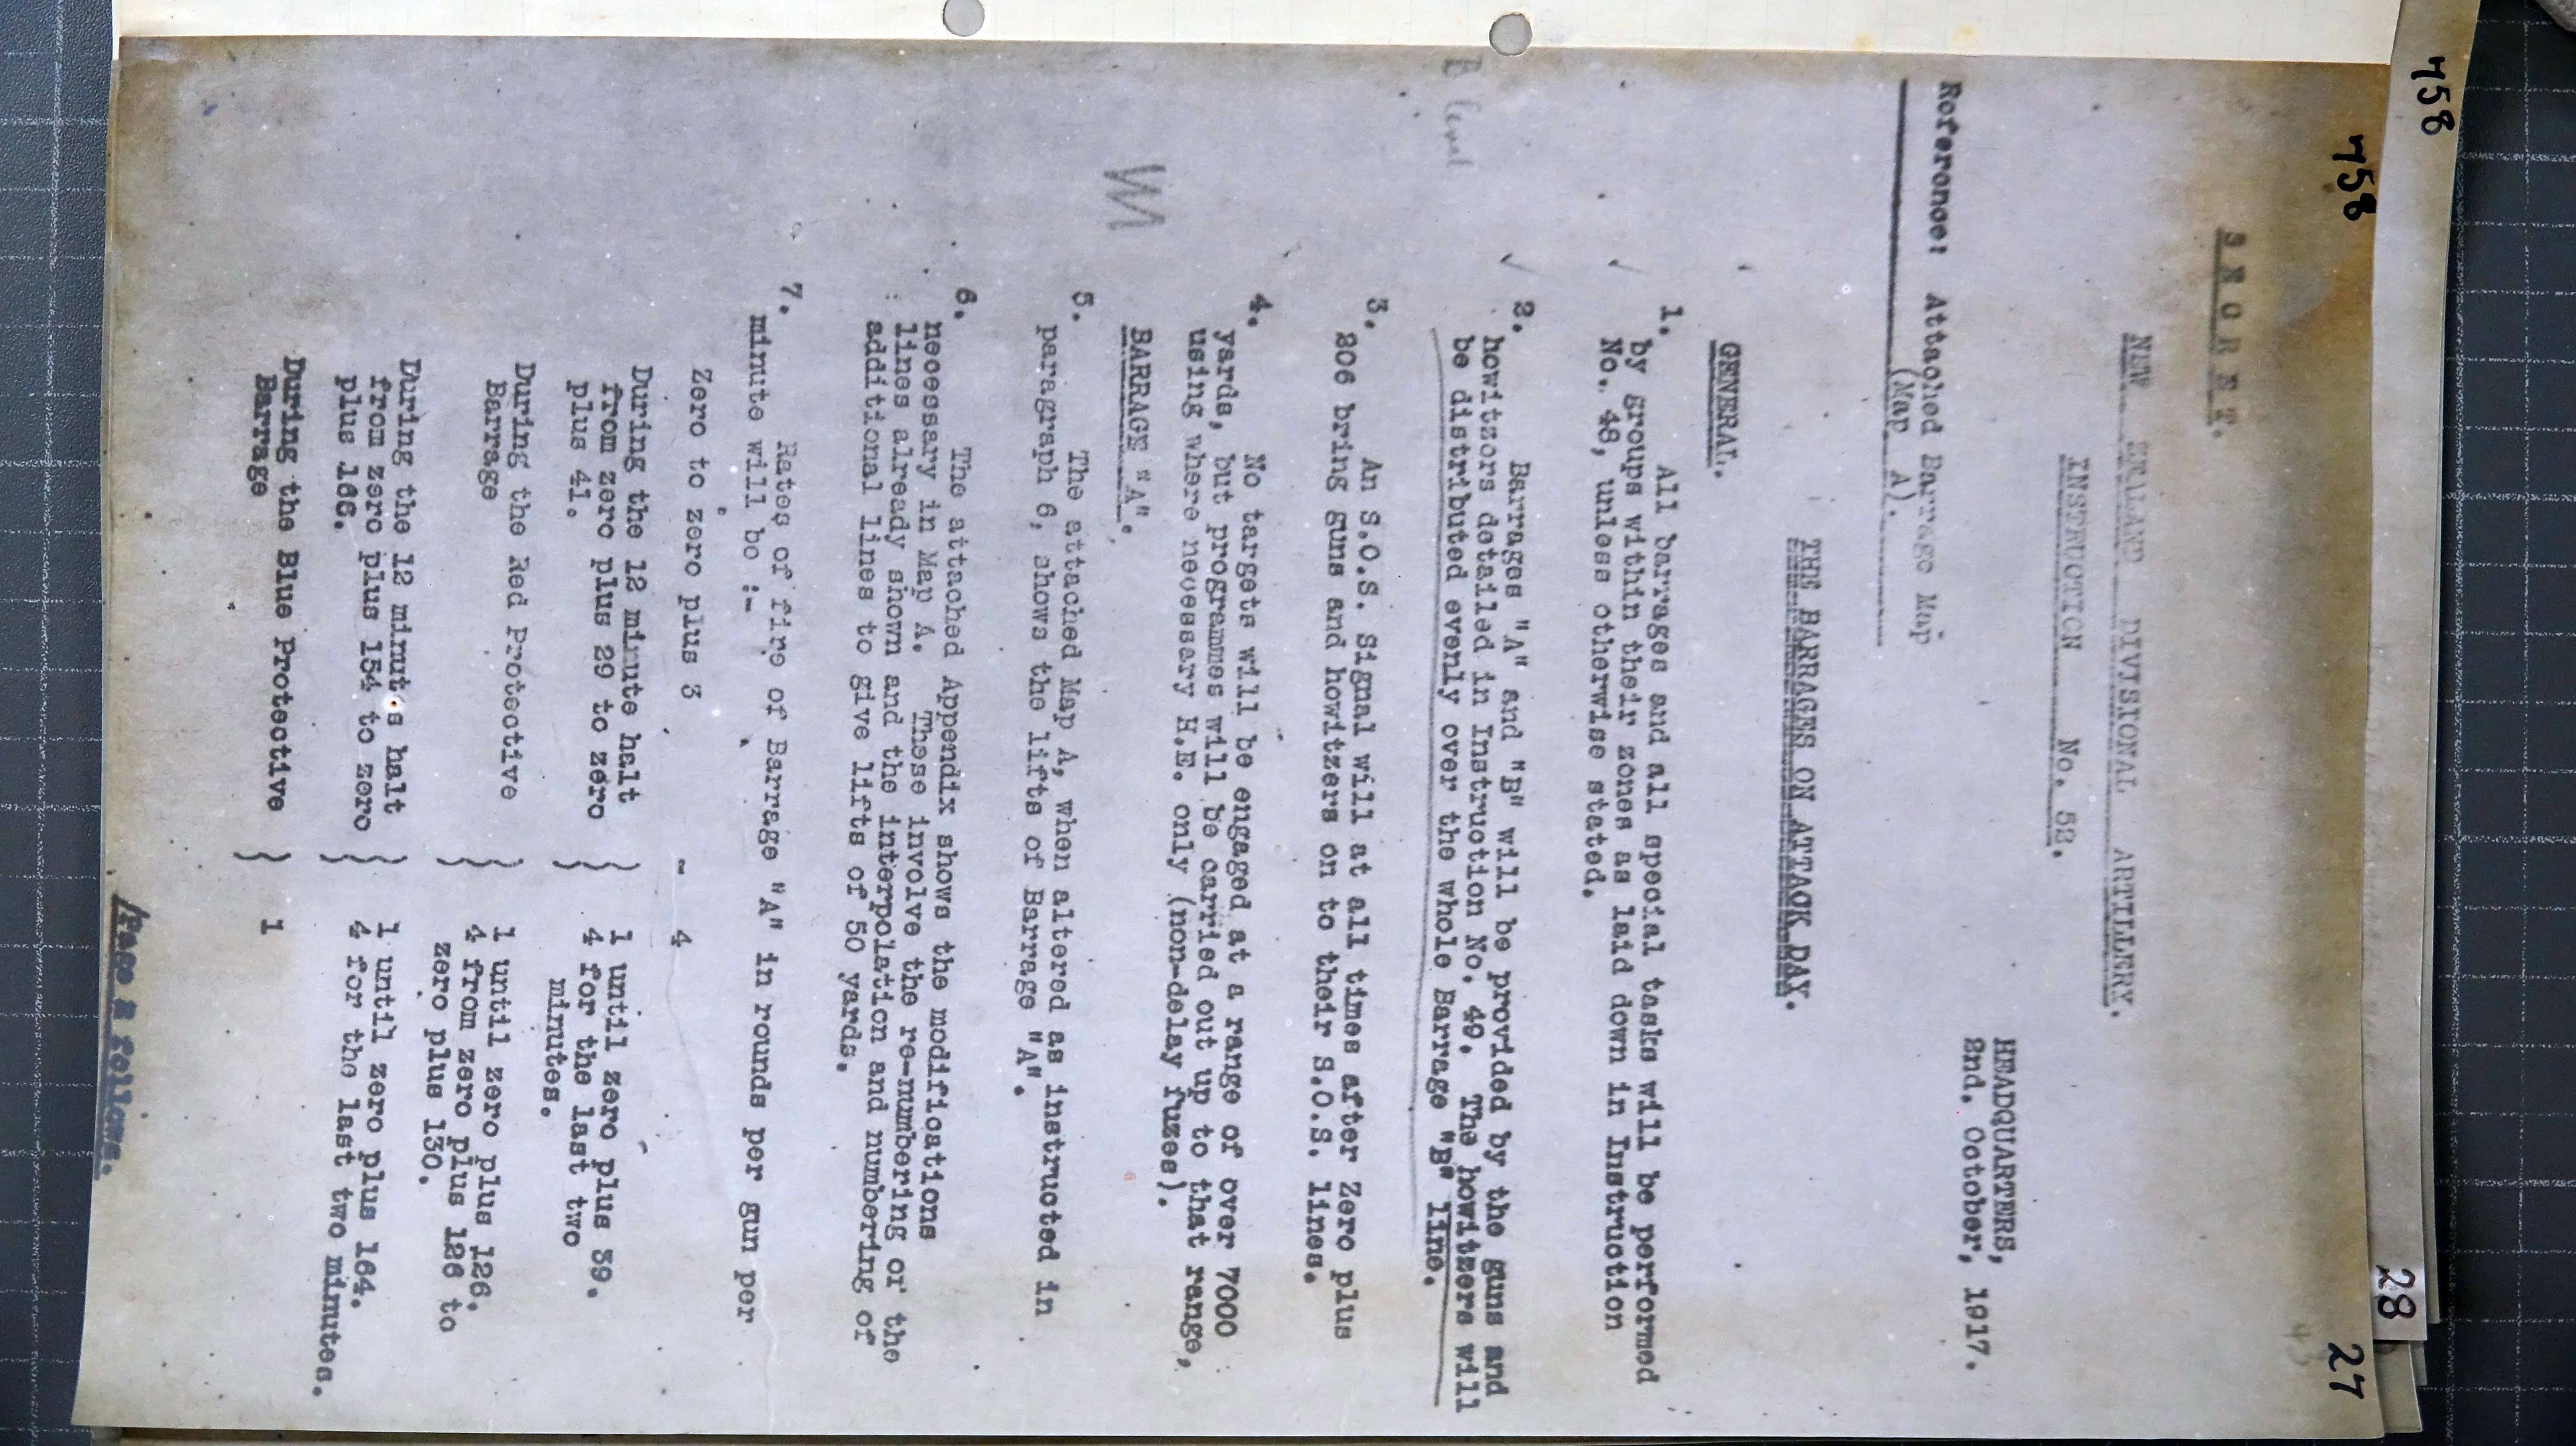 758
758
28
27
43
S E C R E T.
NEW ZEALAND DIVISIONAL ARTILLERY.
INSTRUCTION No. 52.
HEADQUARTERS,
2nd. October, 1917.
Reference: Attached Barrage Map
(Map A).
THE BARRAGES ON ATTACK DAY.
GENERAL.
1. All barrages and all special tasks will be performed
by groups within their zones as laid down in Instruction
No. 48, unless otherwise stated.
2. Barrages "A" and "B" will be provided by the guns and
howitzers detailed in Instruction No. 49. The howitzers will
be distributed evenly over the whole Barrage "B" line.
3. An S.O.S. Signal will at all times after Zero plus
206 bring guns and howitzers on to their S.O.S. lines.
4. No targets will be engaged at a range of over 7000
yards, but programmes will be carried out up to that range,
using where necessary H.E. only (non-delay fuzes).
BARRAGE "A".
5. The attached Map A, when altered as instructed in
paragraph 6, shows the lifts of Barrage "A".
6. The attached Appendix shows the modifications
necessary in Map A. These involve the re-numbering of the
lines already shown and the interpolation and numbering of
additional lines to give lifts of 50 yards.
7. Rates of fire of Barrage "A" in rounds per gun per
minute will be :-
Zero to zero plus 3 - 4
During the 12 minute halt } 1 until zero plus 39.
from zero plus 29 to zero } 4 for the last two
plus 41. minutes.
During the Red Protective } 1 until zero plus 126.
Barrage } 4 from zero plus 126 to
zero plus 130.
During the 12 minutes halt } 1 until zero plus 164.
from zero plus 154 to zero } 4 for the last two minutes.
plus 166. }
During the Blue Protective } 1
Barrage }
/Page 2 follows.